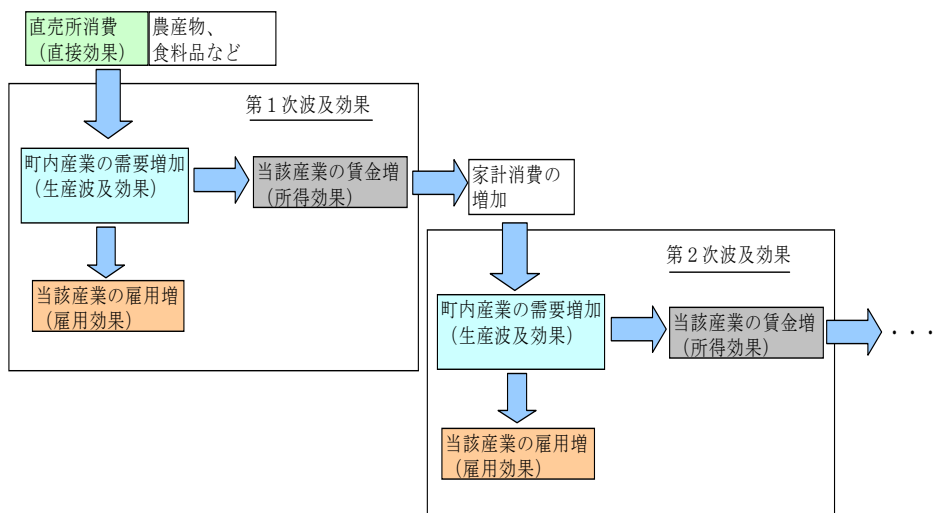 直売所消費
(直接効果)
農産物、
食料品など
第1次波及効果
町内産業の需要増加
(生産波及効果)
当該産業の賃金増
(所得効果)
家計消費の
増加
当該産業の雇用増
(雇用効果)
第2次波及効果
町内産業の需要増加
(生産波及効果)
当該産業の賃金増
(所得効果)
・・・
当該産業の雇用増
(雇用効果)